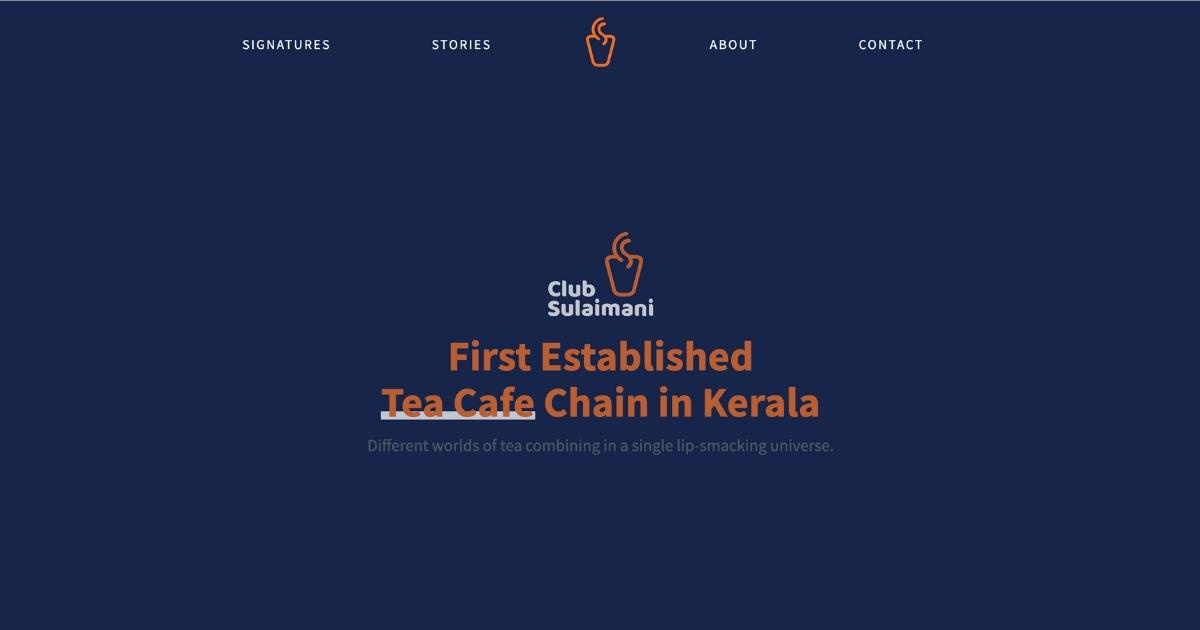 SIGNATURES STORIES ABOUT CONTACT
Club
Sulaimani
First Established
Tea Cafe Chain in Kerala
Different worlds of tea combining in a single lip-smacking universe.